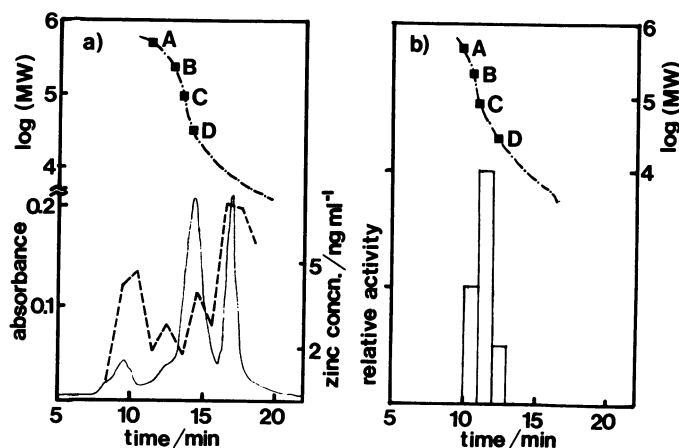 6
a)
A
B
5
C
D
log (MW)
4
0.2
absorbance
0.1
0
5
zinc concn./ng ml⁻¹
2
5 10 15 20
time/min
b)
6
A
B
5
C
D
log (MW)
4
relative activity
5 10 15 20
time/min